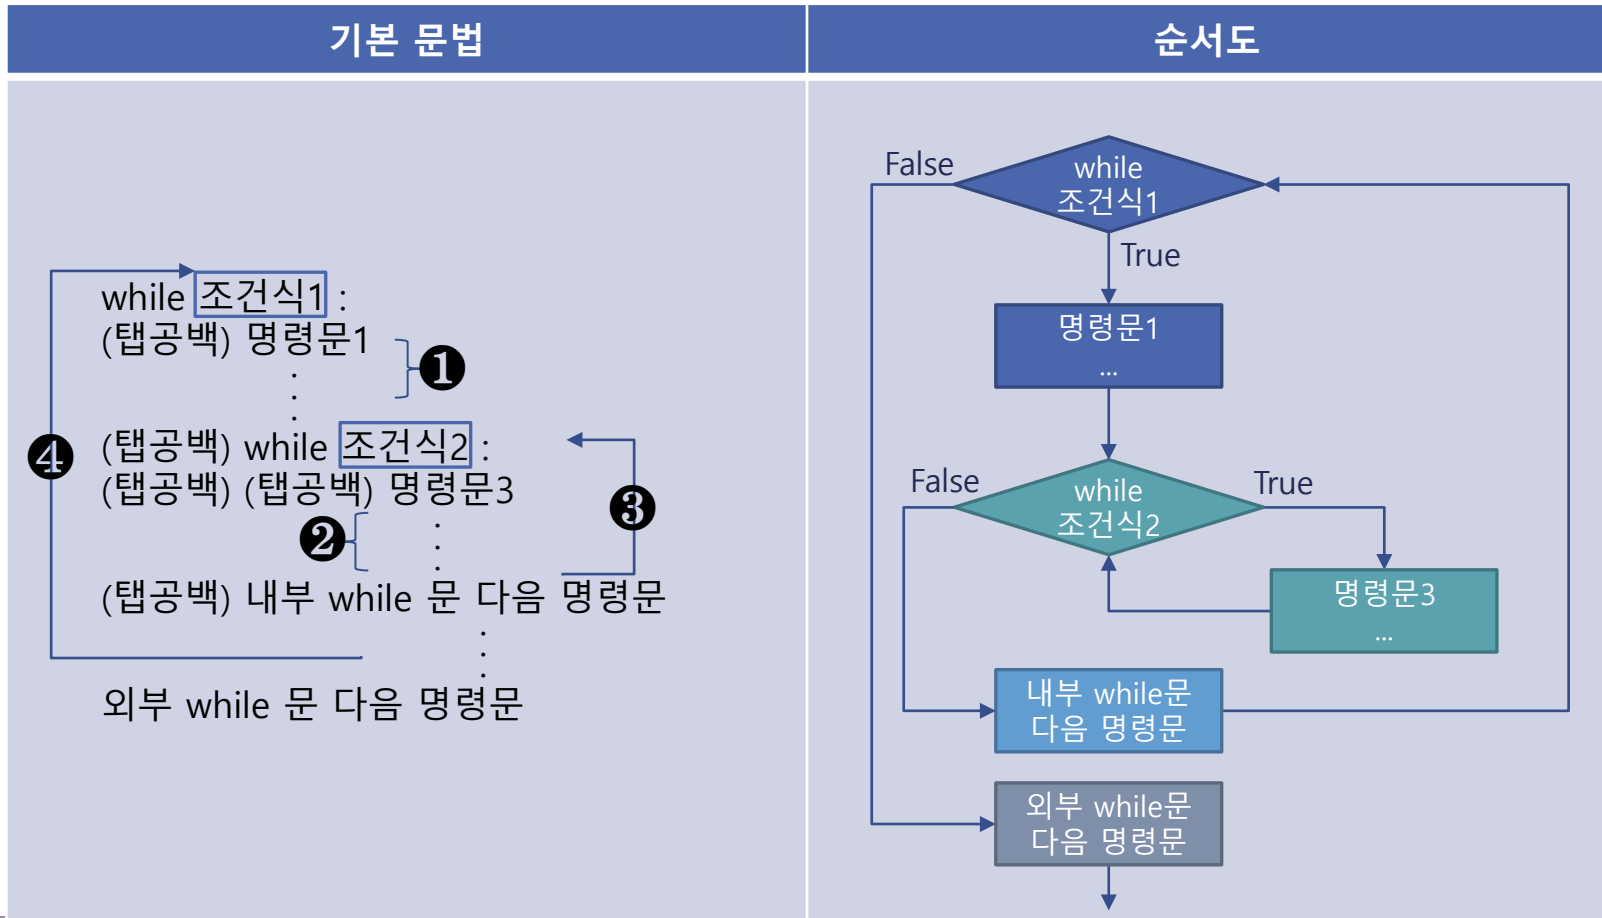 기본 문법
순서도
while 조건식1 :
(탭공백) 명령문1
.
.
.
❶
(탭공백) while 조건식2 :
(탭공백) (탭공백) 명령문3
❹
❸
❷
.
.
.
(탭공백) 내부 while 문 다음 명령문
.
.
.
외부 while 문 다음 명령문
False
while
조건식1
True
명령문1
...
False
while
조건식2
True
명령문3
...
내부 while문
다음 명령문
외부 while문
다음 명령문